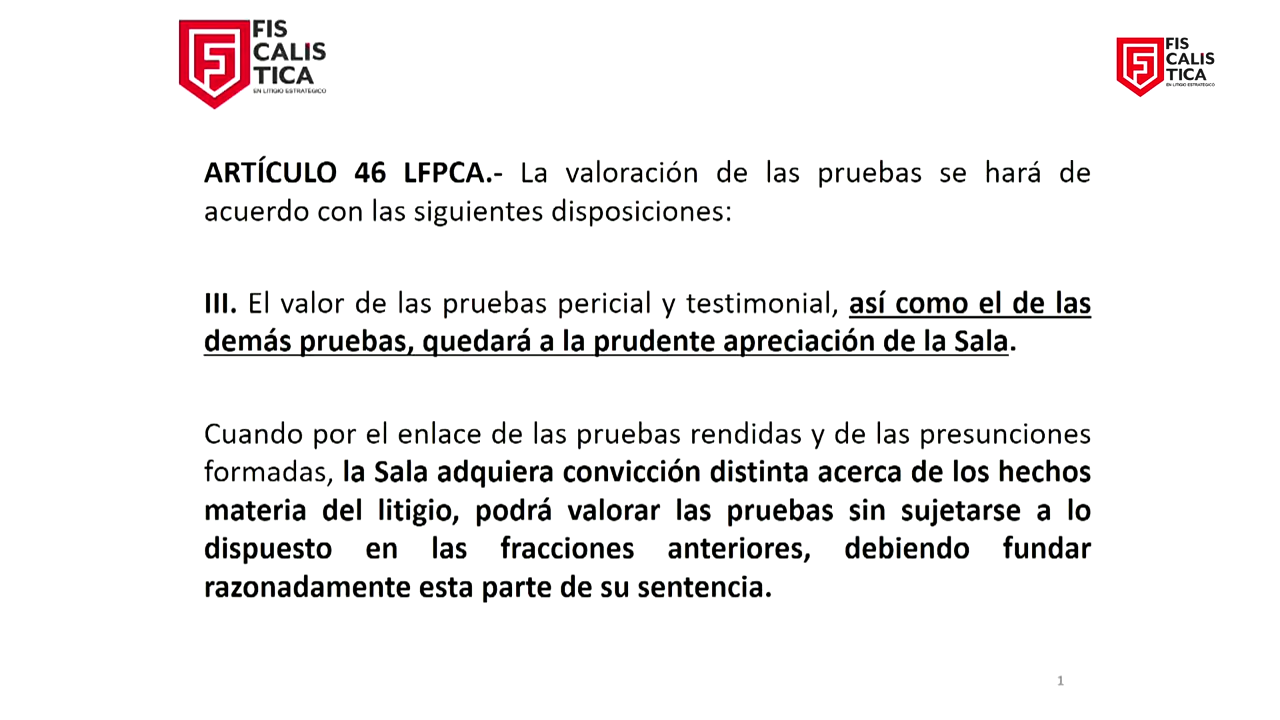 FIS
CALIS
TICA
EN LITIGIO ESTRATÉGICO
FIS
CALIS
TICA
EN LITIGIO ESTRATÉGICO
ARTÍCULO 46 LFPCA.- La valoración de las pruebas se hará de
acuerdo con las siguientes disposiciones:
III. El valor de las pruebas pericial y testimonial, así como el de las
demás pruebas, quedará a la prudente apreciación de la Sala.
Cuando por el enlace de las pruebas rendidas y de las presunciones
formadas, la Sala adquiera convicción distinta acerca de los hechos
materia del litigio, podrá valorar las pruebas sin sujetarse a lo
dispuesto en las fracciones anteriores, debiendo fundar
razonadamente esta parte de su sentencia.
1